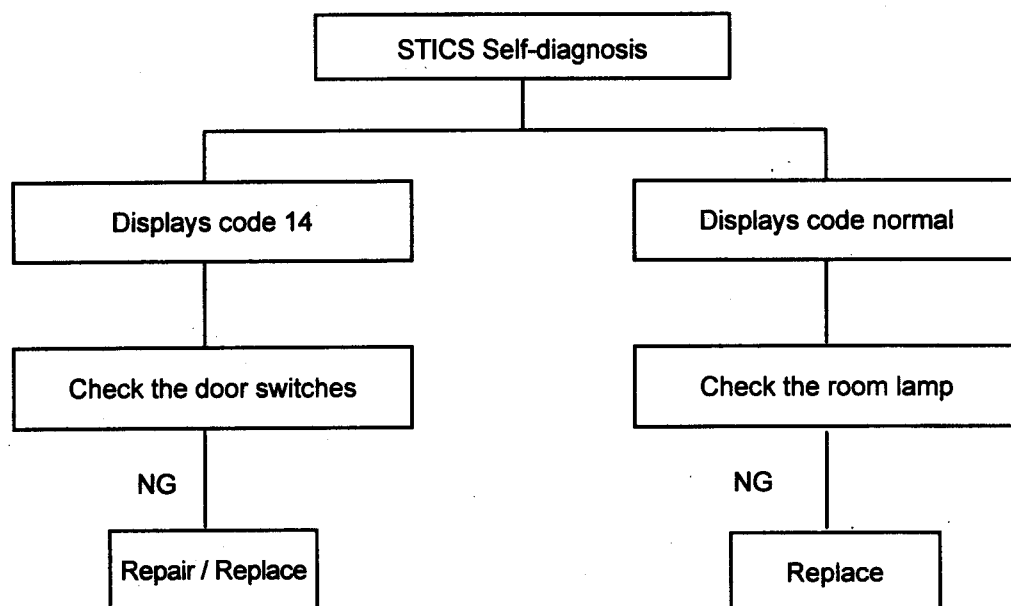 STICS Self-diagnosis
Displays code 14
Displays code normal
Check the door switches
Check the room lamp
NG
NG
Repair / Replace
Replace